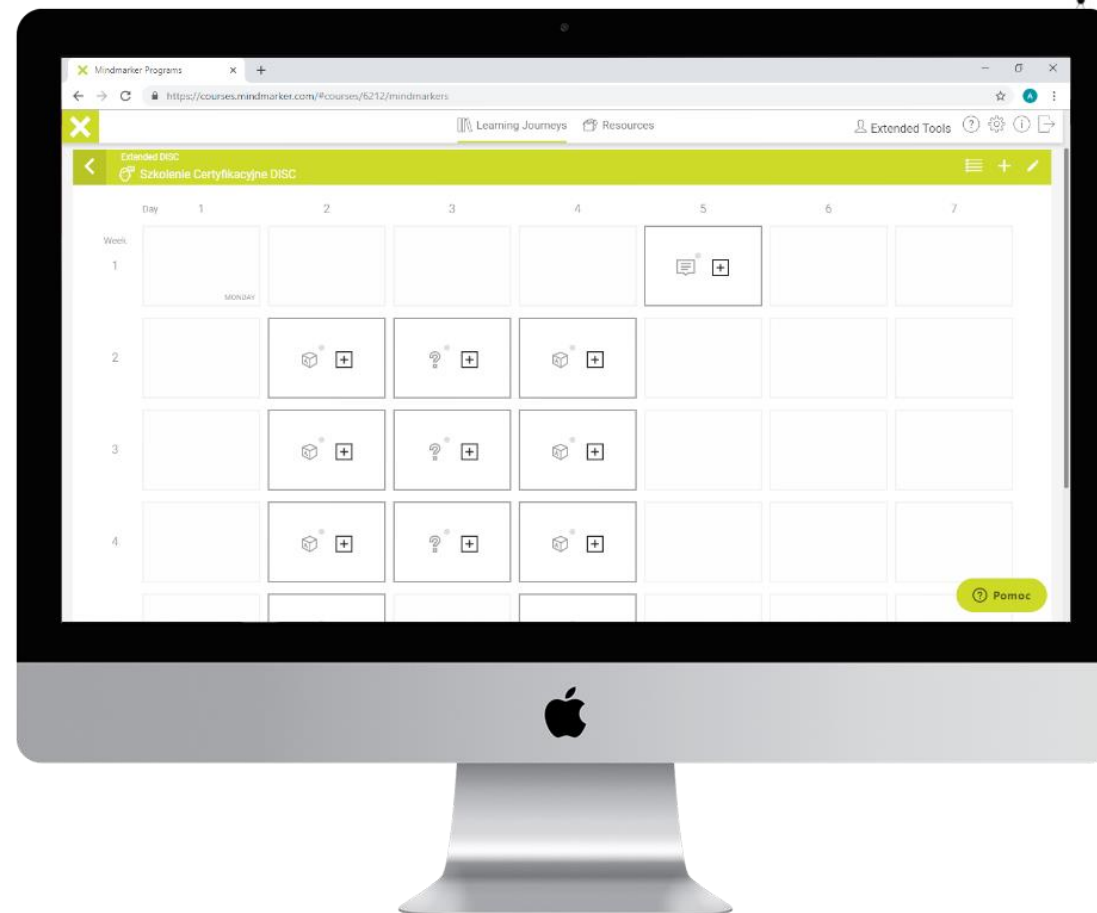 Mindmarker Programs
https://courses.mindmarker.com/#courses/6212/mindmarkers
A
Learning Journeys Resources Extended Tools
Extended DISC
Szkolenie Certyfikacyjne DISC
Day 1 2 3 4 5 6 7
Week
1
MONDAY
2
3
4
Pomoc